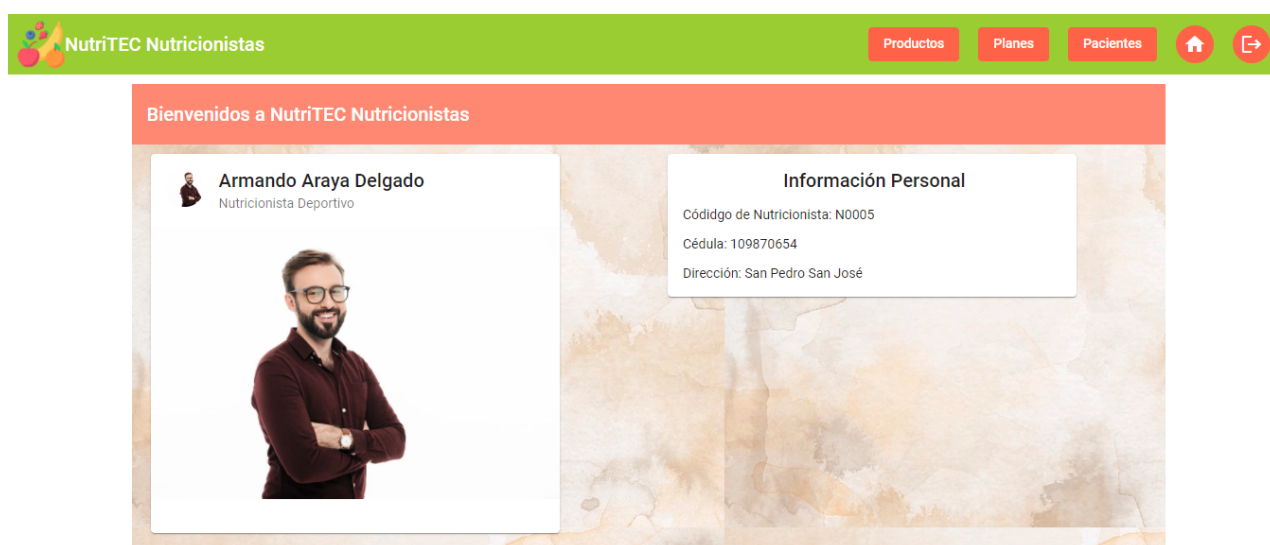 NutriTEC Nutricionistas
Productos
Planes
Pacientes
Bienvenidos a NutriTEC Nutricionistas
Armando Araya Delgado
Nutricionista Deportivo
Información Personal
Códidgo de Nutricionista: N0005
Cédula: 109870654
Dirección: San Pedro San José